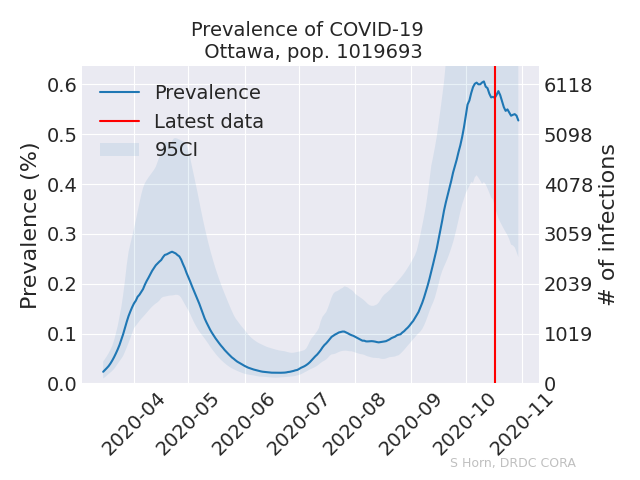 Prevalence of COVID-19
Ottawa, pop. 1019693
Prevalence
Latest data
95CI
Prevalence (%)
0.6
0.5
0.4
0.3
0.2
0.1
0.0
6118
5098
4078
3059
2039
1019
0
# of infections
2020-04
2020-05
2020-06
2020-07
2020-08
2020-09
2020-10
2020-11
S Horn, DRDC CORA